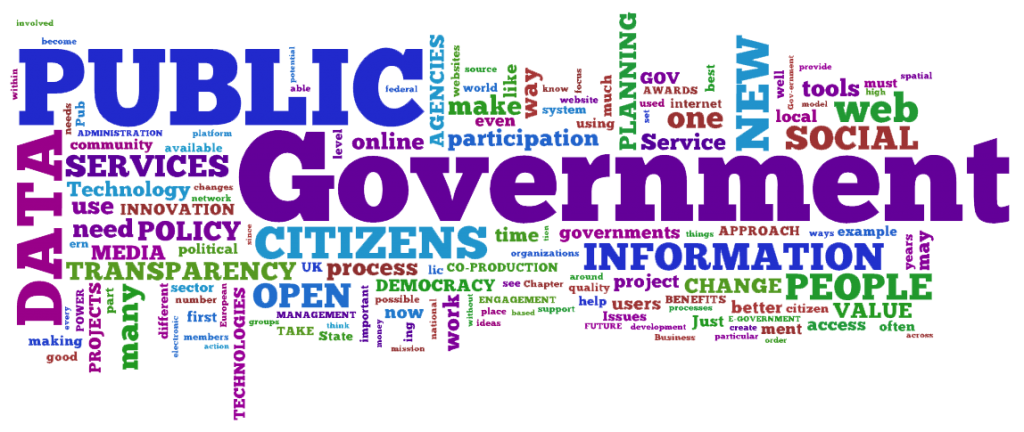 involved
become
within
PUBLIC
potential
able
federal
AGENCIES
websites
source
world
like
make
even
way
know
focus
website
system
using
much
PLANNING
GOV
AWARDS
used
set
internet
best
one
NEW
well
Gov-ernment
provide
tools
must
spatial
model
high
local
web
SOCIAL
needs
Pub
ADMINISTRATION
platform
community
available
level
online
participation
Service
DATA
SERVICES
Government
Technology
changes
network
use
INNOVATION
need
POLICY
since
CITIZENS
time
tion
governments
things
APPROACH
ways
example
years
may
ern
MEDIA
political
organizations
INFORMATION
TRANSPARENCY
UK
process
lic
CO-PRODUCTION
around
quality
project
CHANGE
PEOPLE
every
POWER
PROJECTS
part
many
different
sector
number
European
OPEN
important
possible
DEMOCRACY
see
Chapter
help
users
BENEFITS
better
citizen
VALUE
first
TECHNOLOGIES
groups
MANAGEMENT
think
now
national
work
without
ENGAGEMENT
place
based
support
Issues
processes
Just
E-GOVERNMENT
making
good
electronic
members
action
TAKE
State
money
ing
mission
ideas
FUTURE
development
Business
create
particular
ment
order
access
often
across